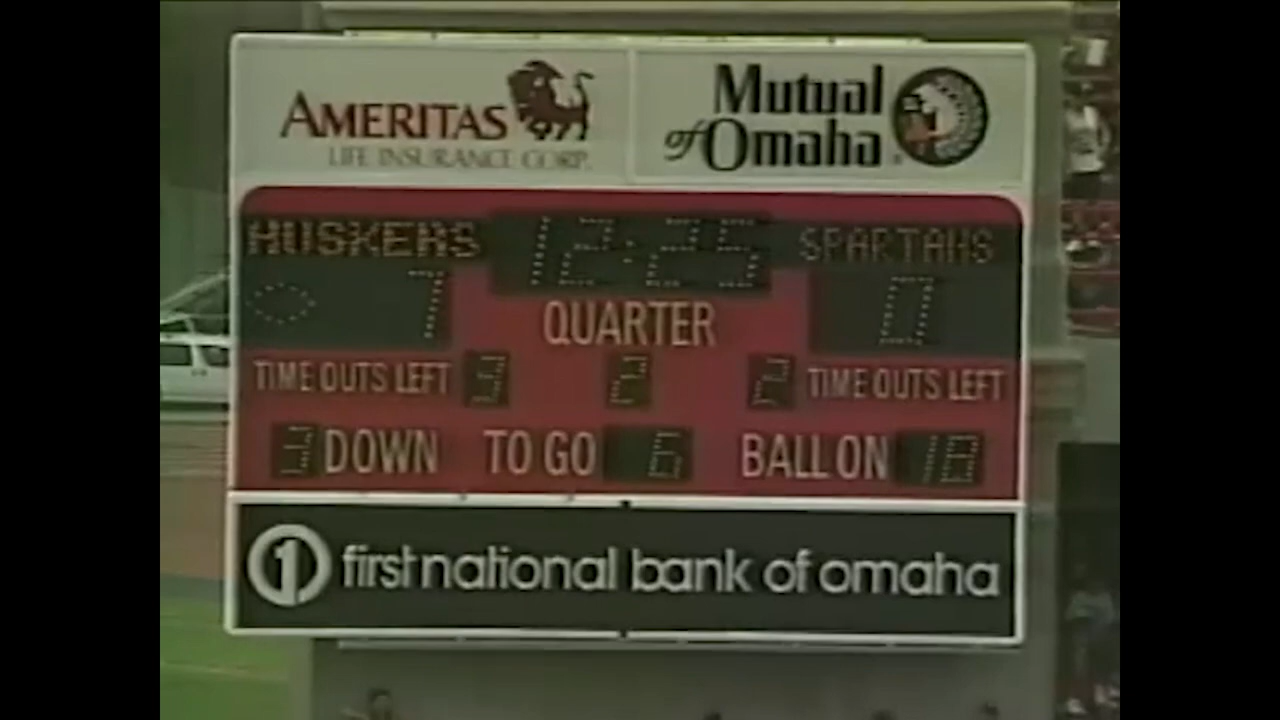 AMERITAS
LIFE INSURANCE CORP.
Mutual
of Omaha
HUSKERS 12:25 SPARTANS
7 0
QUARTER
TIME OUTS LEFT 3 2 2 TIME OUTS LEFT
3 DOWN TO GO 6 BALL ON 18
1 first national bank of omaha